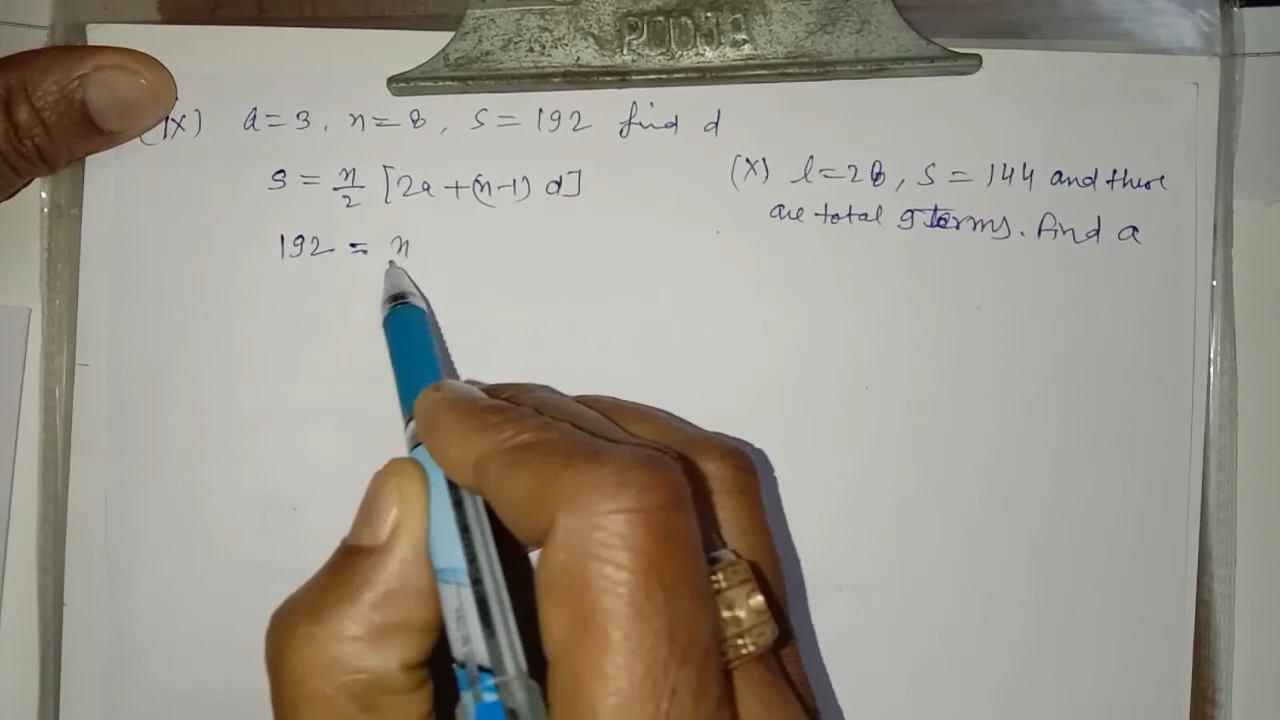 POOJA
(IX) a=3, n=8, S=192 find d
S = n/2 [2a+(n-1) d]
192 = n
(X) l=28, S=144 and there
are total 9 terms. Find a